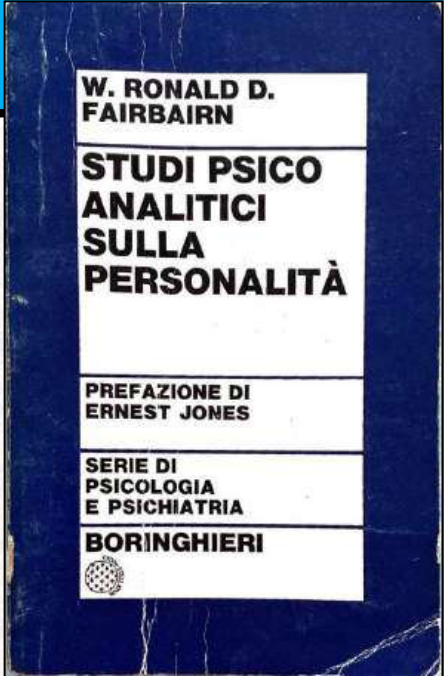 W. RONALD D.
FAIRBAIRN
STUDI PSICO
ANALITICI
SULLA
PERSONALITÀ
PREFAZIONE DI
ERNEST JONES
SERIE DI
PSICOLOGIA
E PSICHIATRIA
BORINGHIERI